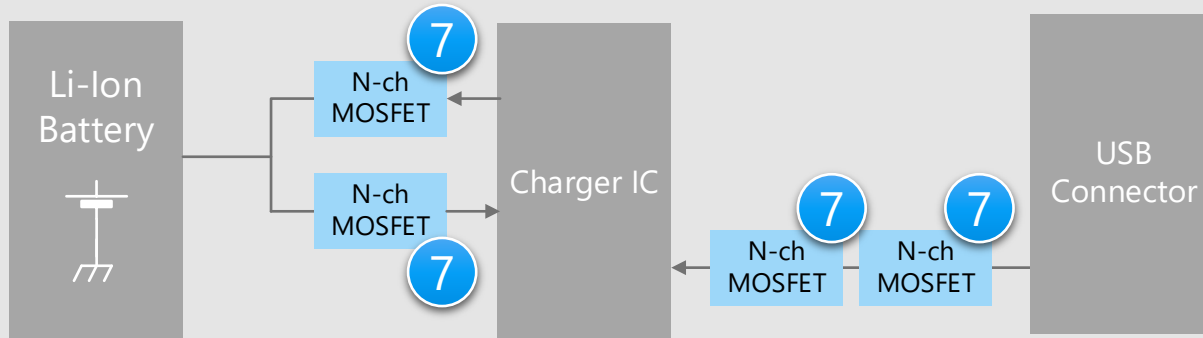 Li-Ion
Battery
7
N-ch
MOSFET
N-ch
MOSFET
7
Charger IC
7
N-ch
MOSFET
7
N-ch
MOSFET
USB
Connector